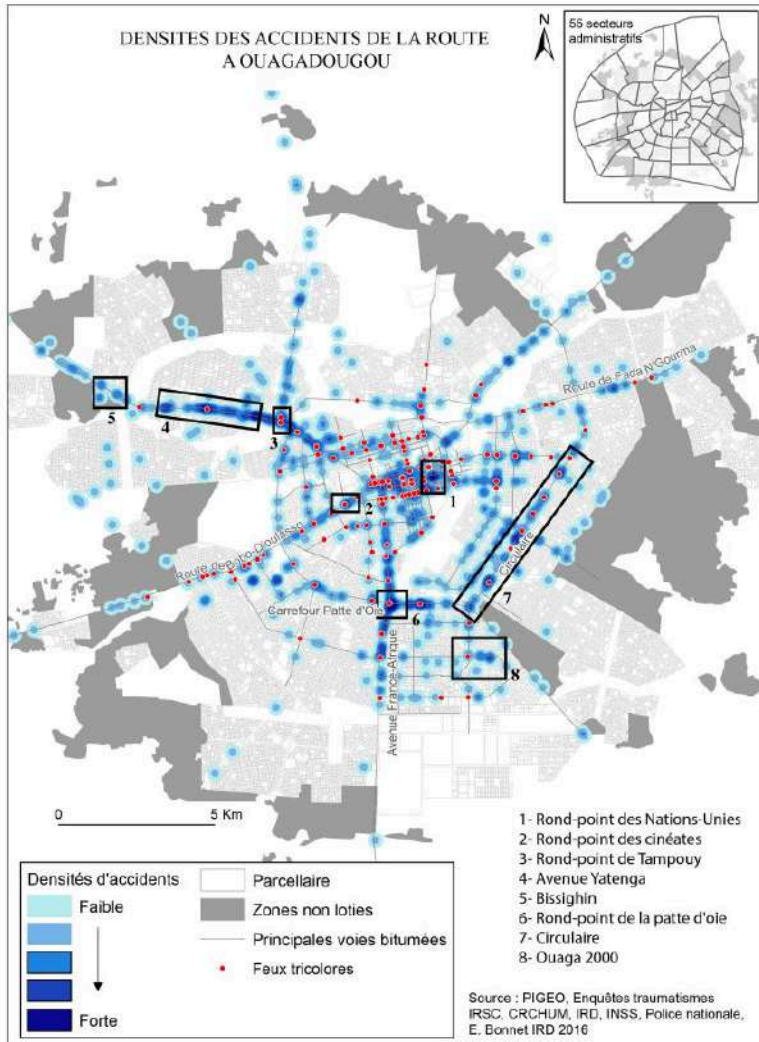 DENSITES DES ACCIDENTS DE LA ROUTE
A OUAGADOUGOU
N
55 secteurs
administratifs
Route de Fada N'Gourma
5
4
3
1
2
Route de Bobo-Dioulasso
Circulaire
7
Carrefour Patte d'Oie
6
8
Avenue France-Afrique
0 5 Km
1- Rond-point des Nations-Unies
2- Rond-point des cinéates
3- Rond-point de Tampouy
4- Avenue Yatenga
5- Bissighin
6- Rond-point de la patte d'oie
7- Circulaire
8- Ouaga 2000
Densités d'accidents
Faible
Forte
Parcellaire
Zones non loties
Principales voies bitumées
Feux tricolores
Source : PIGEO, Enquêtes traumatismes
IRSC, CRCHUM, IRD, INSS, Police nationale,
E. Bonnet IRD 2016